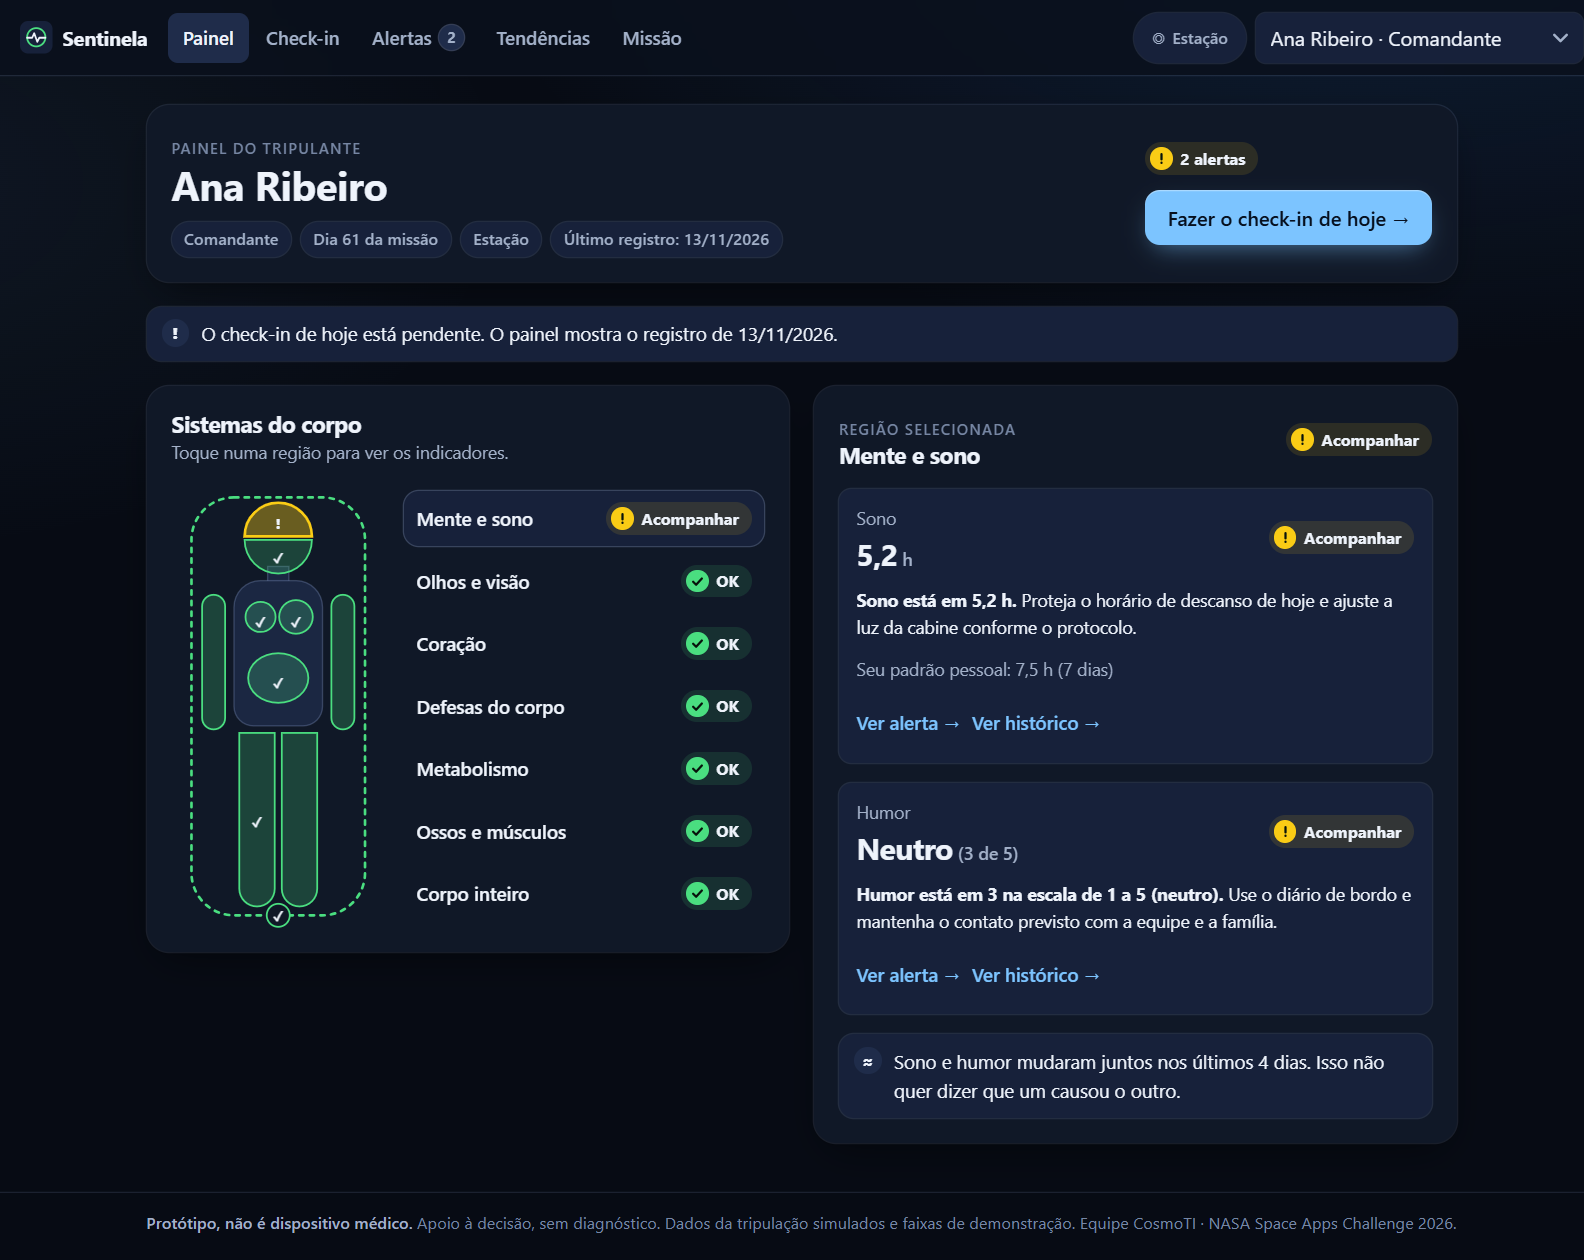 Sentinela
Painel
Check-in
Alertas 2
Tendências
Missão
Estação
Ana Ribeiro · Comandante
PAINEL DO TRIPULANTE
Ana Ribeiro
Comandante
Dia 61 da missão
Estação
Último registro: 13/11/2026
! 2 alertas
Fazer o check-in de hoje →
! O check-in de hoje está pendente. O painel mostra o registro de 13/11/2026.
Sistemas do corpo
Toque numa região para ver os indicadores.
!
Mente e sono ! Acompanhar
Olhos e visão OK
Coração OK
Defesas do corpo OK
Metabolismo OK
Ossos e músculos OK
Corpo inteiro OK
REGIÃO SELECIONADA
Mente e sono
! Acompanhar
Sono
5,2 h
! Acompanhar
Sono está em 5,2 h. Proteja o horário de descanso de hoje e ajuste a
luz da cabine conforme o protocolo.
Seu padrão pessoal: 7,5 h (7 dias)
Ver alerta → Ver histórico →
Humor
Neutro (3 de 5)
! Acompanhar
Humor está em 3 na escala de 1 a 5 (neutro). Use o diário de bordo e
mantenha o contato previsto com a equipe e a família.
Ver alerta → Ver histórico →
≈ Sono e humor mudaram juntos nos últimos 4 dias. Isso não
quer dizer que um causou o outro.
Protótipo, não é dispositivo médico. Apoio à decisão, sem diagnóstico. Dados da tripulação simulados e faixas de demonstração. Equipe CosmoTI · NASA Space Apps Challenge 2026.